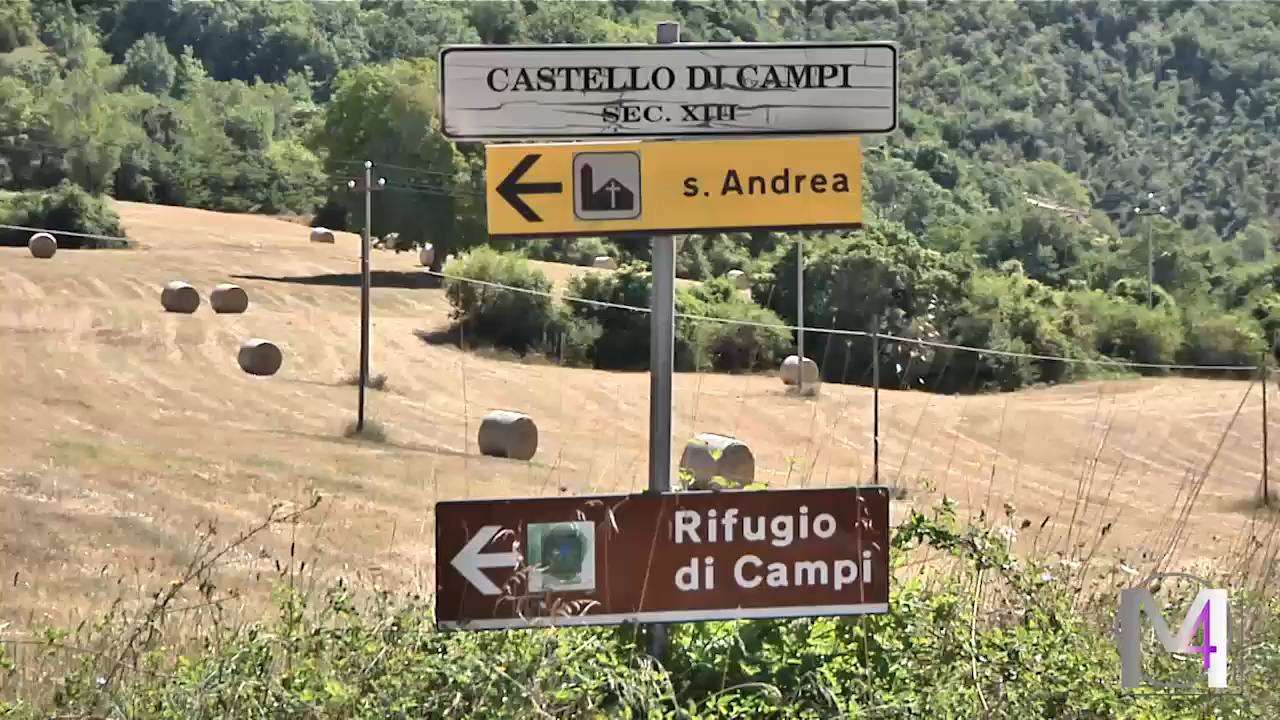 CASTELLO DI CAMPI
SEC. XIII
s. Andrea
Rifugio
di Campi
M4